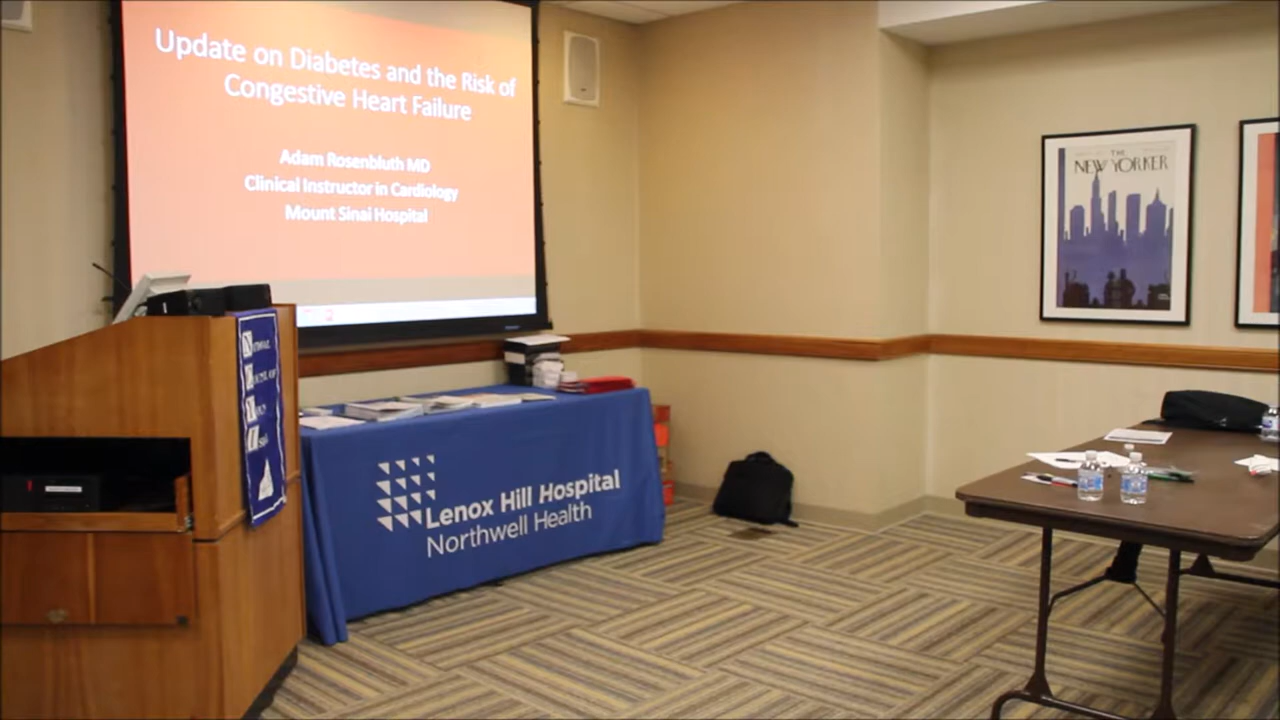 Update on Diabetes and the Risk of
Congestive Heart Failure
Adam Rosenbluth MD
Clinical Instructor in Cardiology
Mount Sinai Hospital
Lenox Hill Hospital
Northwell Health
THE
NEW YORKER